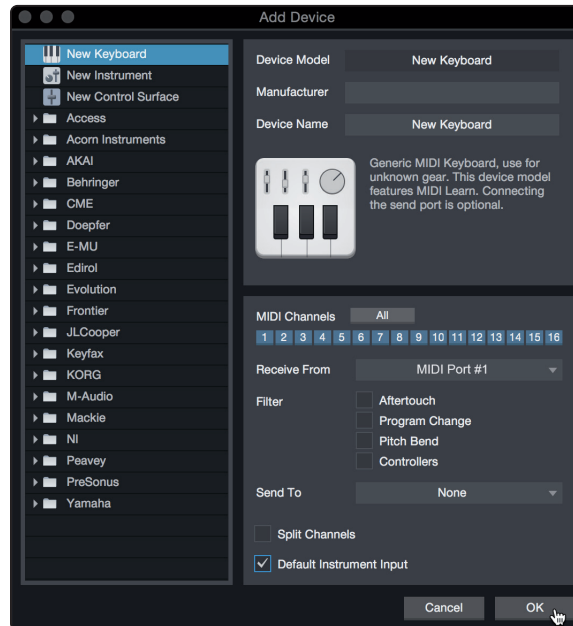 Add Device
New Keyboard
New Instrument
New Control Surface
Access
Acorn Instruments
AKAI
Behringer
CME
Doepfer
E-MU
Edirol
Evolution
Frontier
JLCooper
Keyfax
KORG
M-Audio
Mackie
NI
Peavey
PreSonus
Yamaha
Device Model New Keyboard
Manufacturer
Device Name New Keyboard
Generic MIDI Keyboard, use for
unknown gear. This device model
features MIDI Learn. Connecting
the send port is optional.
MIDI Channels All
1 2 3 4 5 6 7 8 9 10 11 12 13 14 15 16
Receive From MIDI Port #1
Filter Aftertouch
Program Change
Pitch Bend
Controllers
Send To None
Split Channels
Default Instrument Input
Cancel OK